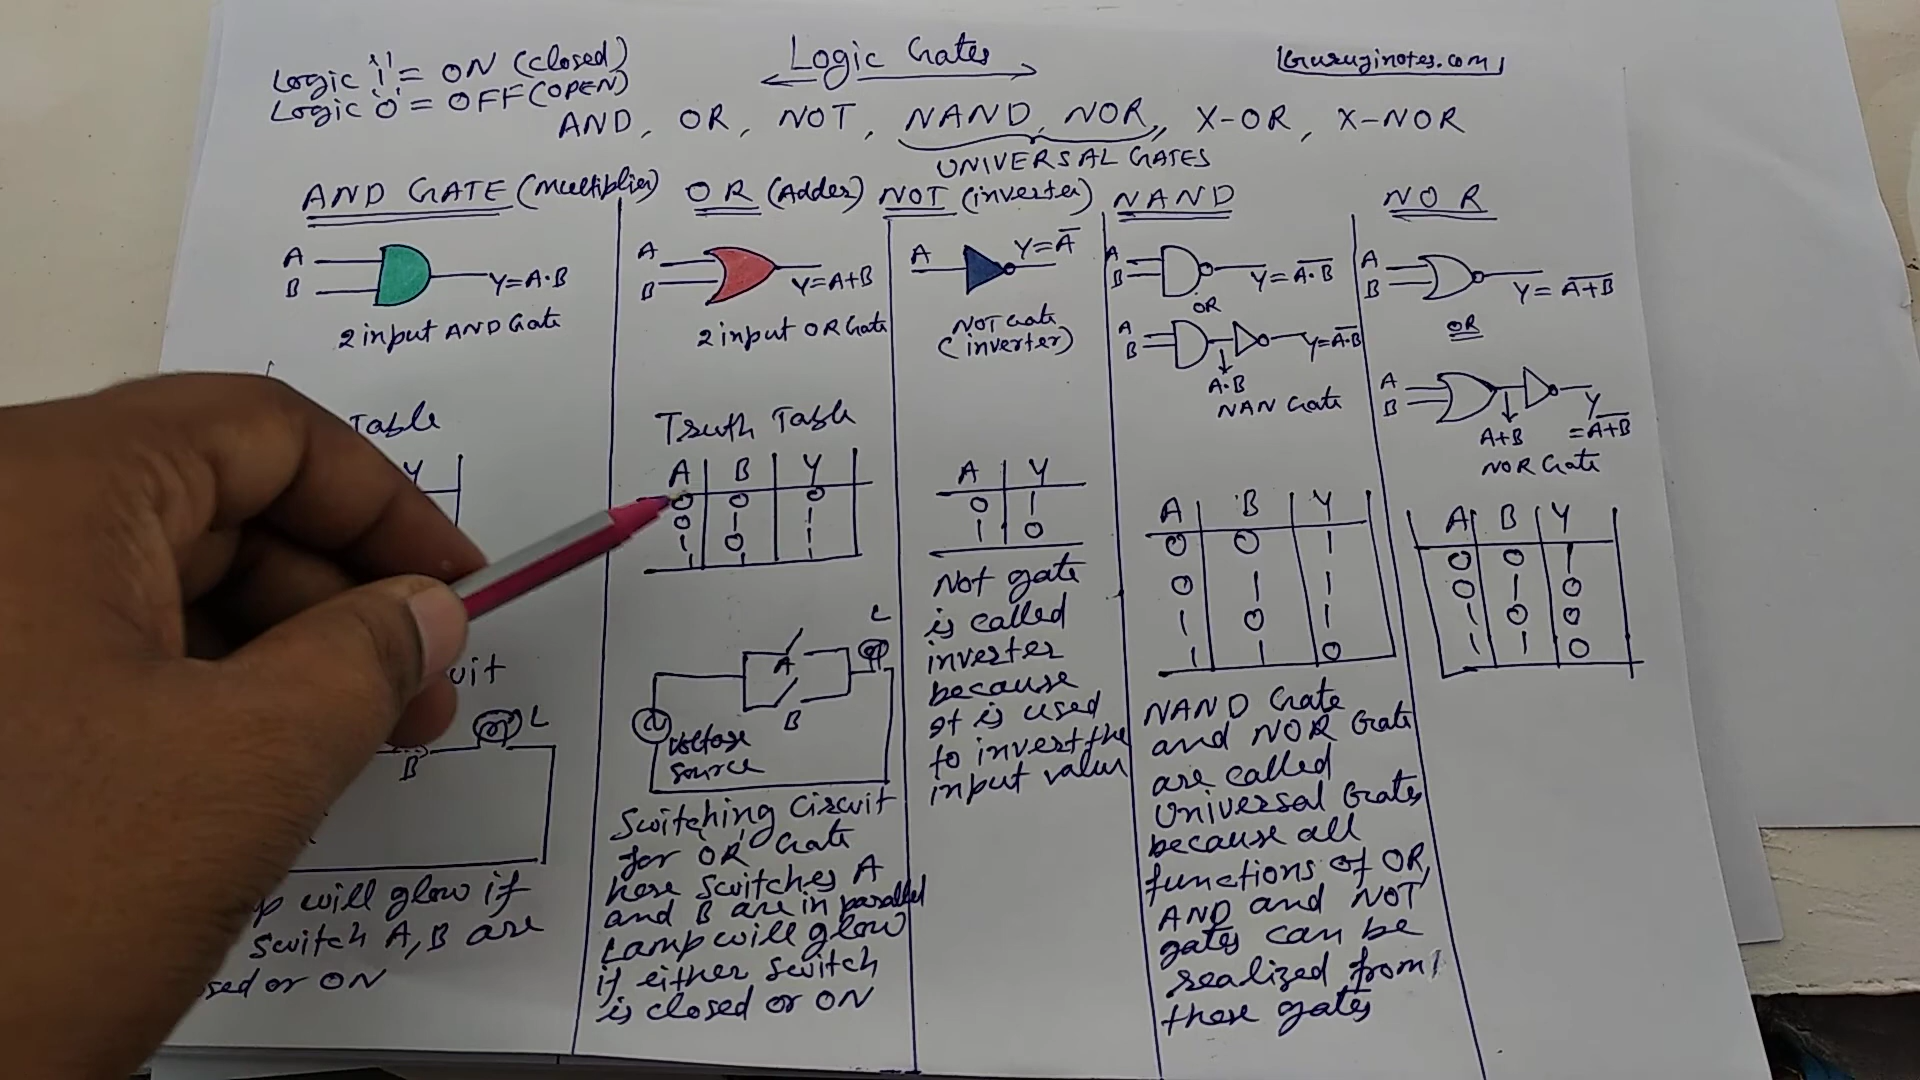 Logic '1' = ON (closed)
Logic '0' = OFF (OPEN)
Logic Gates
Guruginotes.com
AND, OR, NOT, NAND, NOR, X-OR, X-NOR
UNIVERSAL GATES
AND GATE (Multiplier)
A
B
Y=A·B
2 input AND Gate
Table
Y
uit
B
L
p will glow if
switch A, B are
sed or ON
OR (Adder)
A
B
Y=A+B
2 input OR Gate
Truth Table
A B Y
0 0 0
0 1 1
1 0 1
1 1 1
A
B
L
Voltage
source
Switching Circuit
for 'OR' Gate
here switches A
and B are in parallel
Lamp will glow
if either switch
is closed or ON
NOT (inverter)
A
Y=A̅
NOT Gate
(inverter)
A Y
0 1
1 0
Not gate
is called
inverter
because
It is used
to invert the
input value
NAND
A
B
Y=A̅·̅B̅
OR
A
B
Y=A̅·̅B̅
A·B
NAN Gate
A B Y
0 0 1
0 1 1
1 0 1
1 1 0
NAND Gate
and NOR Gate
are called
Universal Gates
because all
functions of OR,
AND and NOT
gates can be
realized from
these gates
NOR
A
B
Y=A̅+̅B̅
OR
A
B
A+B
Y
=A̅+̅B̅
NOR Gate
A B Y
0 0 1
0 1 0
1 0 0
1 1 0